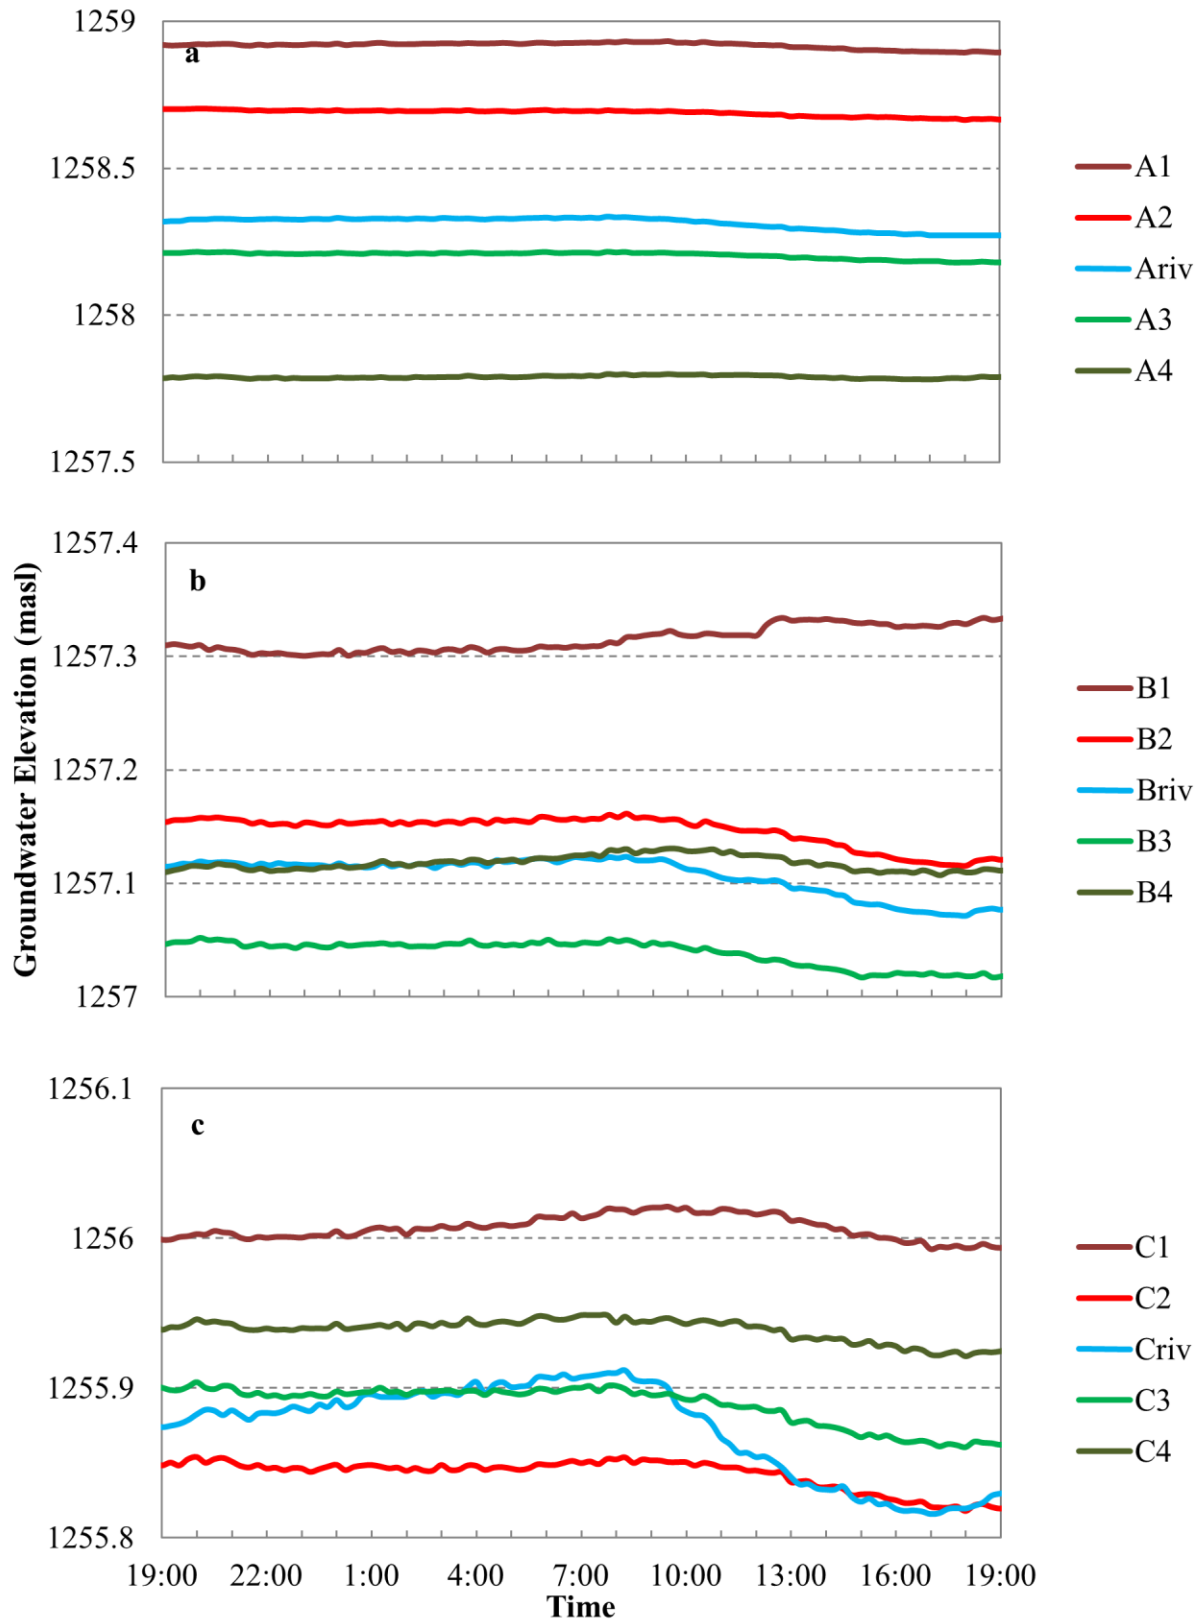 1259
a
1258.5
1258
1257.5
A1
A2
Ariv
A3
A4
Groundwater Elevation (masl)
1257.4
b
1257.3
1257.2
1257.1
1257
B1
B2
Briv
B3
B4
1256.1
c
1256
1255.9
1255.8
C1
C2
Criv
C3
C4
19:00 22:00 1:00 4:00 7:00 10:00 13:00 16:00 19:00
Time